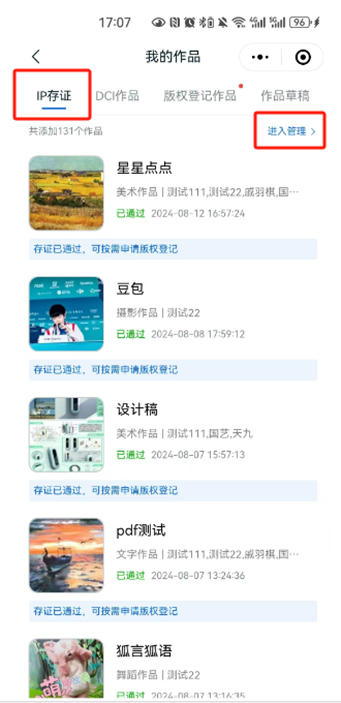 17:07
96
我的作品
IP存证 DCI作品 版权登记作品 作品草稿
共添加131个作品 进入管理
星星点点
美术作品 | 测试111,测试22,戚羽棋,国…
已通过 2024-08-12 16:57:24
存证已通过，可按需申请版权登记
豆包
摄影作品 | 测试22
已通过 2024-08-08 17:59:12
存证已通过，可按需申请版权登记
设计稿
美术作品 | 测试111,国艺,天九
已通过 2024-08-07 15:57:13
存证已通过，可按需申请版权登记
pdf测试
文字作品 | 测试111,测试22,戚羽棋,国…
已通过 2024-08-07 13:24:36
存证已通过，可按需申请版权登记
狐言狐语
舞蹈作品 | 测试22
已通过 2024-08-07 13:16:35